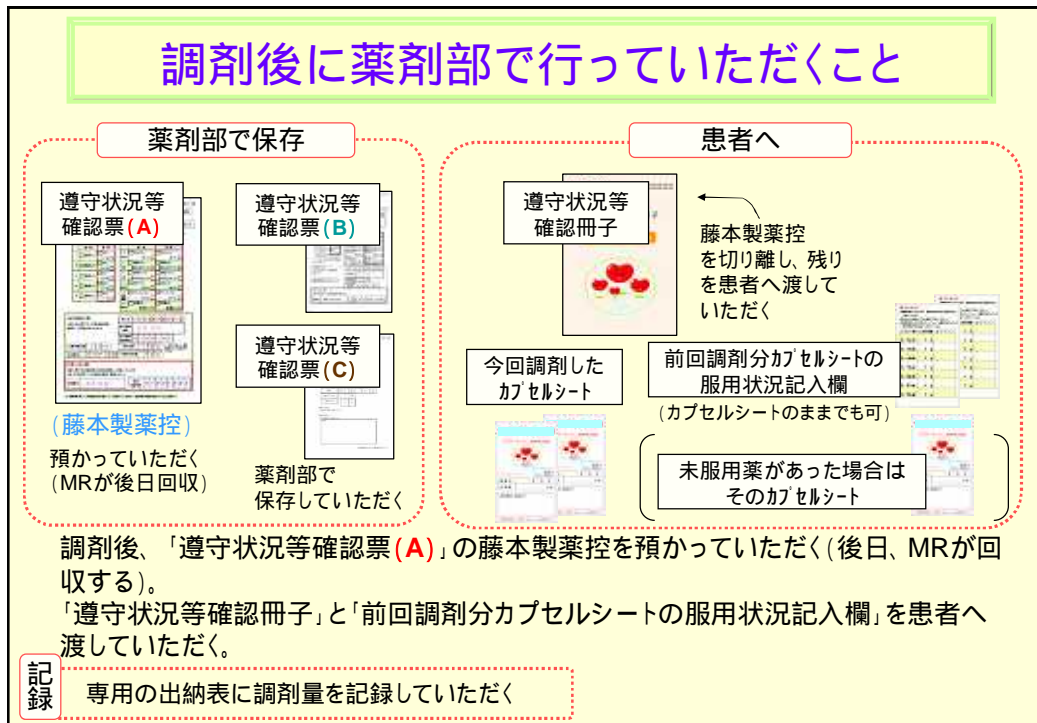 調剤後に薬剤部で行っていただくこと
薬剤部で保存
遵守状況等
確認票(A)
(藤本製薬控)
預かっていただく
(MRが後日回収)
遵守状況等
確認票(B)
遵守状況等
確認票(C)
薬剤部で
保存していただく
患者へ
遵守状況等
確認冊子
藤本製薬控
を切り離し、残り
を患者へ渡して
いただく
今回調剤した
ｶﾌﾟｾﾙｼｰﾄ
前回調剤分ｶﾌﾟｾﾙｼｰﾄの
服用状況記入欄
(カプセルシートのままでも可)
未服用薬があった場合は
そのｶﾌﾟｾﾙｼｰﾄ
調剤後、「遵守状況等確認票(A)」の藤本製薬控を預かっていただく(後日、MRが回
収する)。
「遵守状況等確認冊子」と「前回調剤分カプセルシートの服用状況記入欄」を患者へ
渡していただく。
記録
専用の出納表に調剤量を記録していただく